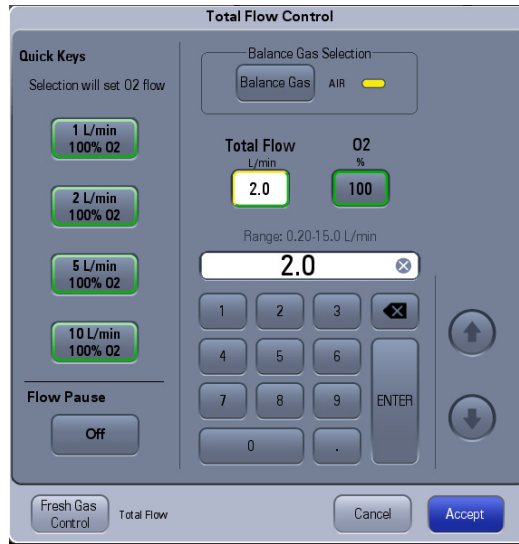 Total Flow Control
Quick Keys
Selection will set O2 flow
1 L/min
100% O2
2 L/min
100% O2
5 L/min
100% O2
10 L/min
100% O2
Flow Pause
Off
Balance Gas Selection
Balance Gas
AIR
Total Flow
L/min
2.0
O2
%
100
Range: 0.20-15.0 L/min
2.0
1
2
3
4
5
6
7
8
9
ENTER
0
.
Fresh Gas
Control
Total Flow
Cancel
Accept